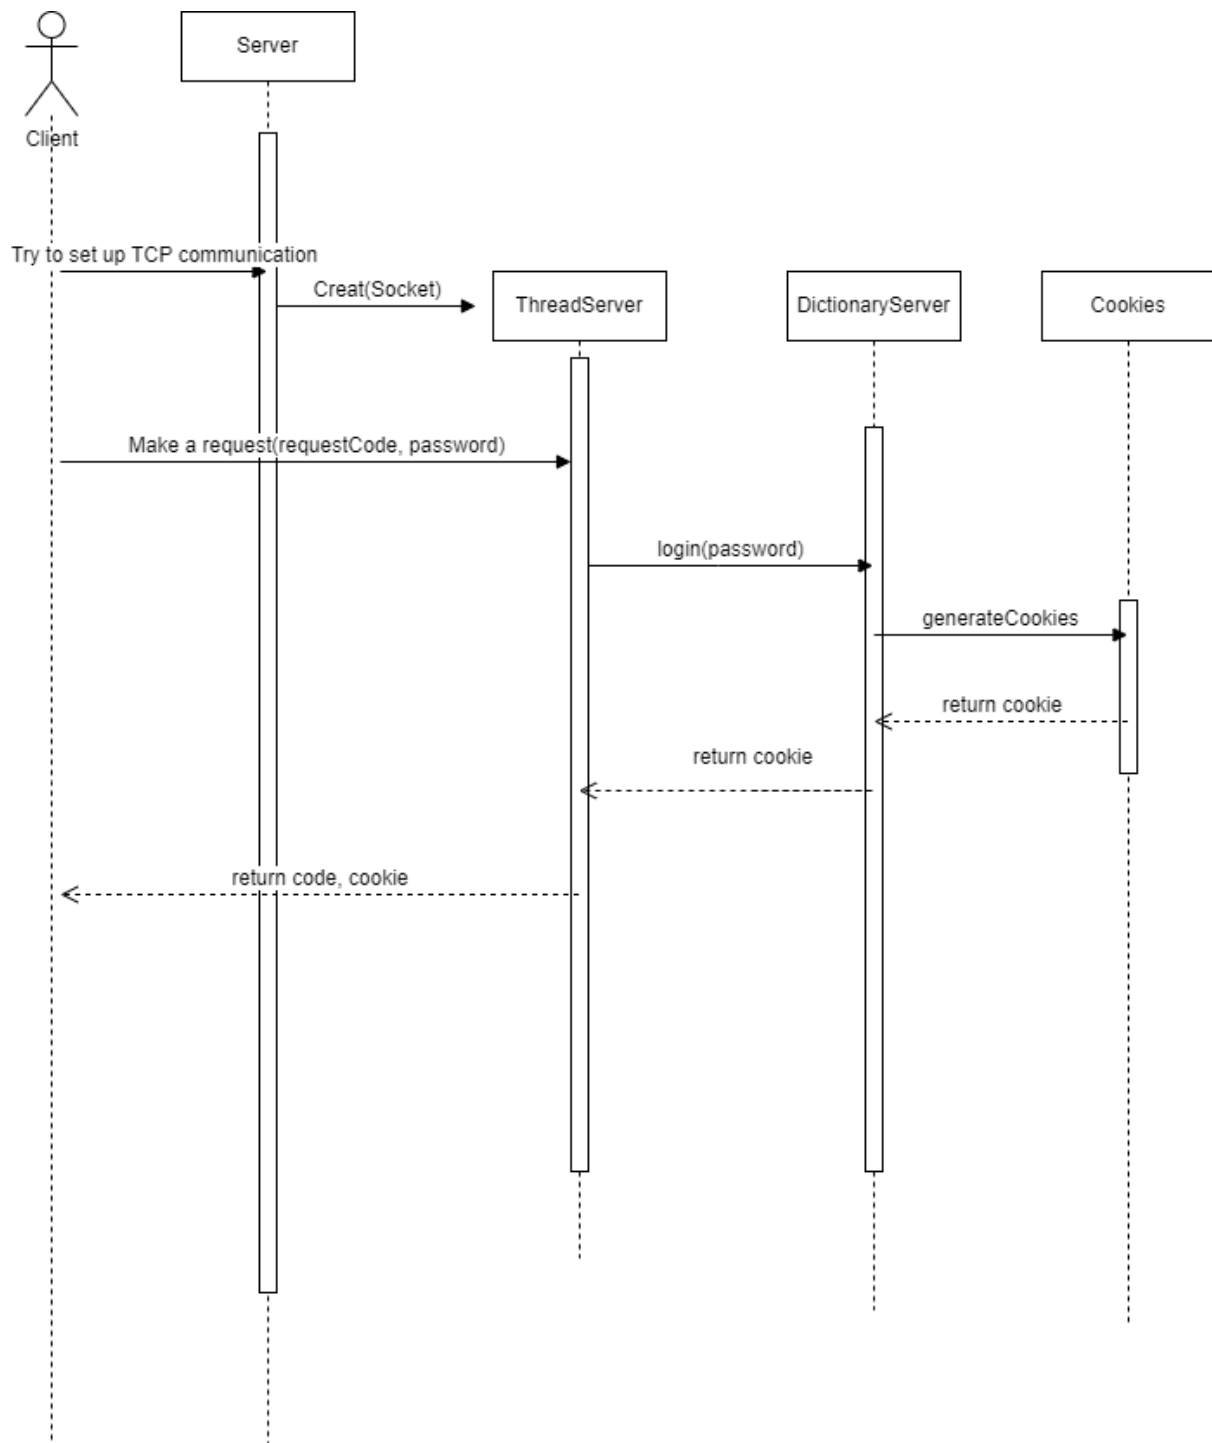 Server
Client
Try to set up TCP communication
Creat(Socket)
ThreadServer
DictionaryServer
Cookies
Make a request(requestCode, password)
login(password)
generateCookies
return cookie
return cookie
return code, cookie